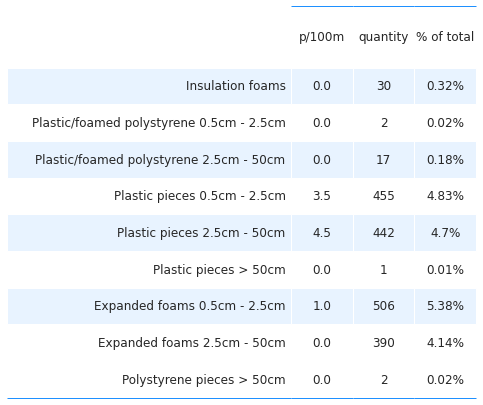 p/100m quantity % of total
Insulation foams 0.0 30 0.32%
Plastic/foamed polystyrene 0.5cm - 2.5cm 0.0 2 0.02%
Plastic/foamed polystyrene 2.5cm - 50cm 0.0 17 0.18%
Plastic pieces 0.5cm - 2.5cm 3.5 455 4.83%
Plastic pieces 2.5cm - 50cm 4.5 442 4.7%
Plastic pieces > 50cm 0.0 1 0.01%
Expanded foams 0.5cm - 2.5cm 1.0 506 5.38%
Expanded foams 2.5cm - 50cm 0.0 390 4.14%
Polystyrene pieces > 50cm 0.0 2 0.02%